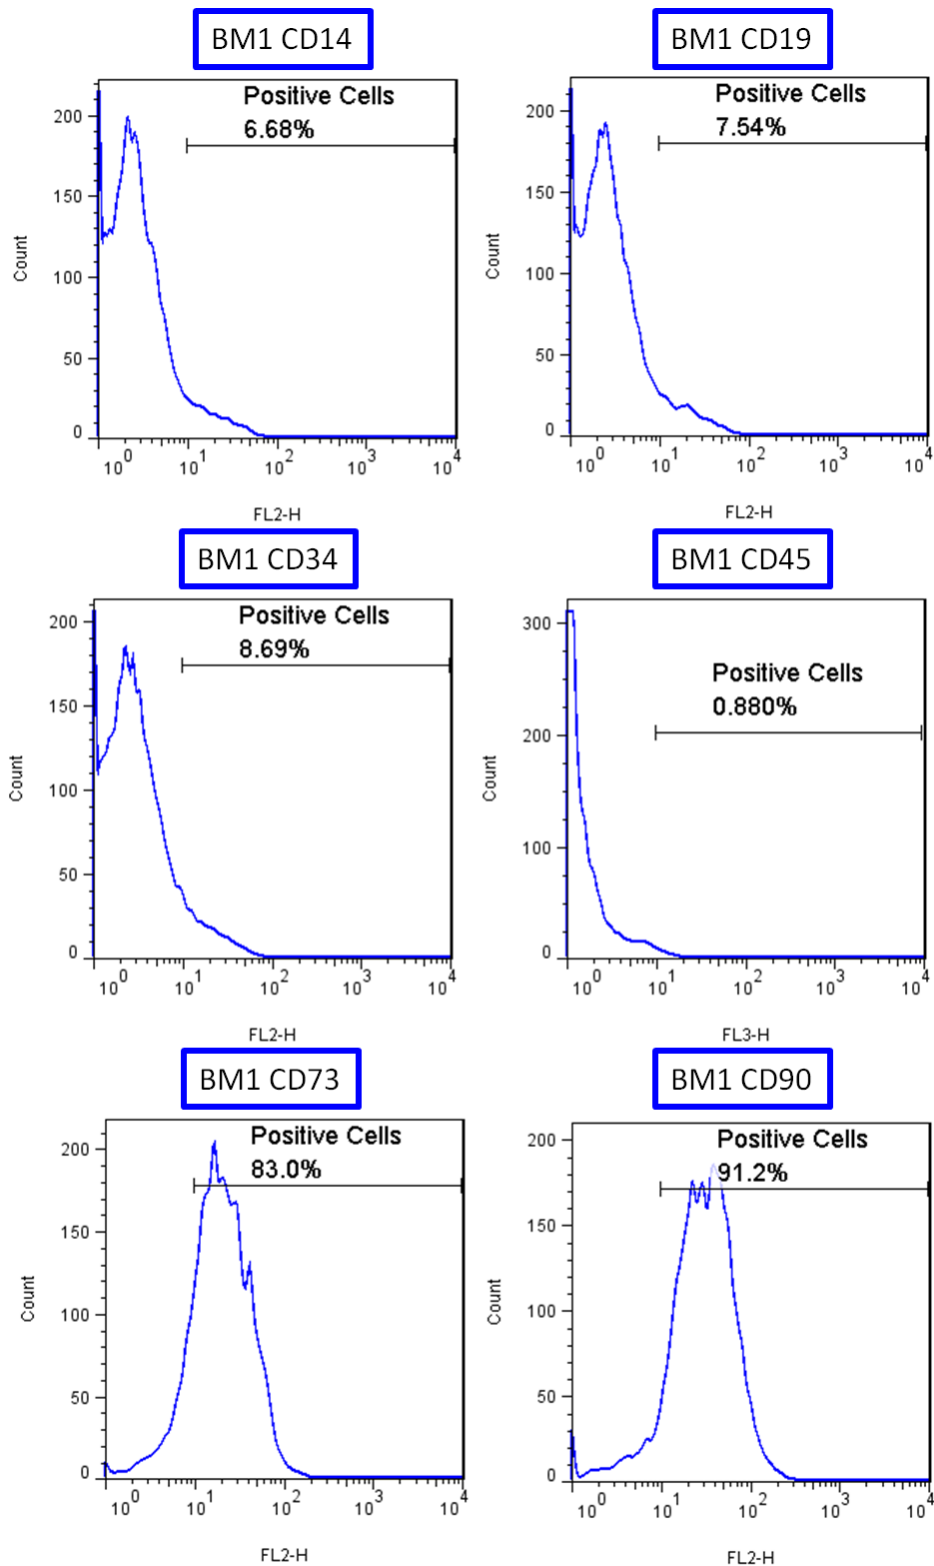 BM1 CD14
Positive Cells
6.68%
200
150
100
50
0
Count
10^0 10^1 10^2 10^3 10^4
FL2-H
BM1 CD19
Positive Cells
7.54%
200
150
100
50
0
Count
10^0 10^1 10^2 10^3 10^4
FL2-H
BM1 CD34
Positive Cells
8.69%
200
150
100
50
0
Count
10^0 10^1 10^2 10^3 10^4
FL2-H
BM1 CD45
Positive Cells
0.880%
300
200
100
0
Count
10^0 10^1 10^2 10^3 10^4
FL3-H
BM1 CD73
Positive Cells
83.0%
200
150
100
50
0
Count
10^0 10^1 10^2 10^3 10^4
FL2-H
BM1 CD90
Positive Cells
91.2%
200
150
100
50
0
Count
10^0 10^1 10^2 10^3 10^4
FL2-H